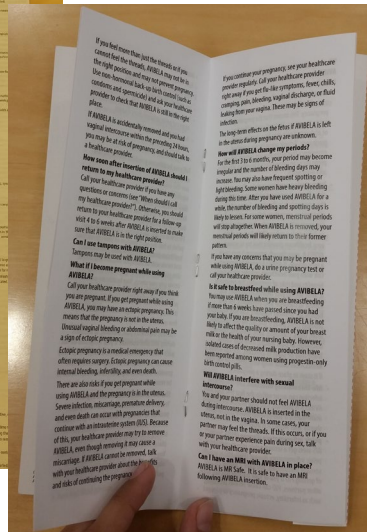 If you feel more than just the threads or if you
cannot feel the threads, AVIBELA may not be in
the right position and may not prevent pregnancy.
Use non-hormonal back-up birth control (such as
condoms and spermicide) and ask your healthcare
provider to check that AVIBELA is still in the right
place.
If AVIBELA is accidentally removed and you had
vaginal intercourse within the preceding 24 hours,
you may be at risk of pregnancy, and should talk to
a healthcare provider.
How soon after insertion of AVIBELA should I
return to my healthcare provider?
Call your healthcare provider if you have any
questions or concerns (see "When should I call
my healthcare provider?"). Otherwise, you should
return to your healthcare provider for a follow-up
visit 4 to 6 weeks after AVIBELA is inserted to make
sure that AVIBELA is in the right position.
Can I use tampons with AVIBELA?
Tampons may be used with AVIBELA.
What if I become pregnant while using
AVIBELA?
Call your healthcare provider right away if you think
you are pregnant. If you get pregnant while using
AVIBELA, you may have an ectopic pregnancy. This
means that the pregnancy is not in the uterus.
Unusual vaginal bleeding or abdominal pain may be
a sign of ectopic pregnancy.
Ectopic pregnancy is a medical emergency that
often requires surgery. Ectopic pregnancy can cause
internal bleeding, infertility, and even death.
There are also risks if you get pregnant while
using AVIBELA and the pregnancy is in the uterus.
Severe infection, miscarriage, premature delivery,
and even death can occur with pregnancies that
continue with an intrauterine system (IUS). Because
of this, your healthcare provider may try to remove
AVIBELA, even though removing it may cause a
miscarriage. If AVIBELA cannot be removed, talk
with your healthcare provider about the benefits
and risks of continuing the pregnancy
If you continue your pregnancy, see your healthcare
provider regularly. Call your healthcare provider
right away if you get flu-like symptoms, fever, chills,
cramping, pain, bleeding, vaginal discharge, or fluid
leaking from your vagina. These may be signs of
infection.
The long-term effects on the fetus if AVIBELA is left
in the uterus during pregnancy are unknown.
How will AVIBELA change my periods?
For the first 3 to 6 months, your period may become
irregular and the number of bleeding days may
increase. You may also have frequent spotting or
light bleeding. Some women have heavy bleeding
during this time. After you have used AVIBELA for a
while, the number of bleeding and spotting days is
likely to lessen. For some women, menstrual periods
will stop altogether. When AVIBELA is removed, your
menstrual periods will likely return to their former
pattern.
If you have any concerns that you may be pregnant
while using AVIBELA, do a urine pregnancy test or
call your healthcare provider.
Is it safe to breastfeed while using AVIBELA?
You may use AVIBELA when you are breastfeeding
if more than 6 weeks have passed since you had
your baby. If you are breastfeeding, AVIBELA is not
likely to affect the quality or amount of your breast
milk or the health of your nursing baby. However,
isolated cases of decreased milk production have
been reported among women using progestin-only
birth control pills.
Will AVIBELA interfere with sexual
intercourse?
You and your partner should not feel AVIBELA
during intercourse. AVIBELA is inserted in the
uterus, not in the vagina. In some cases, your
partner may feel the threads. If this occurs, or if you
or your partner experience pain during sex, talk
with your healthcare provider.
Can I have an MRI with AVIBELA in place?
AVIBELA is MR Safe. It is safe to have an MRI
following AVIBELA insertion.